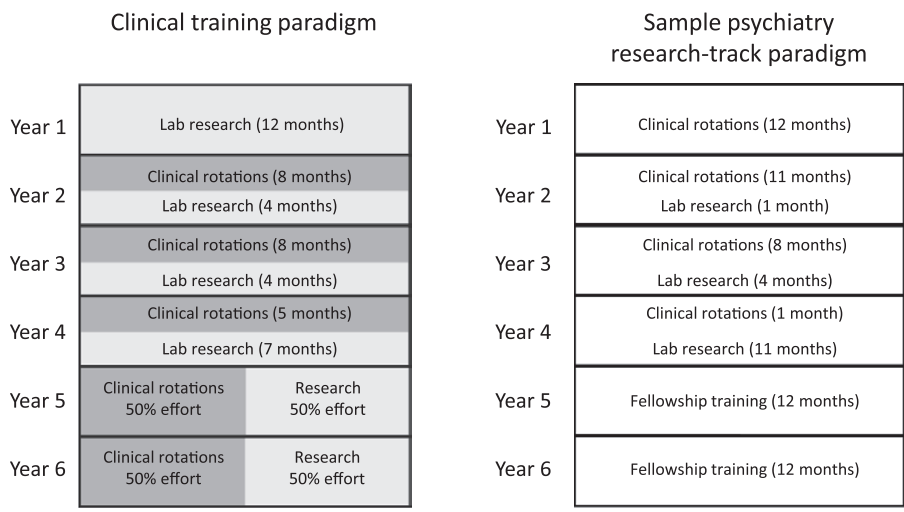 Clinical training paradigm
Year 1
Lab research (12 months)
Year 2
Clinical rotations (8 months)
Lab research (4 months)
Year 3
Clinical rotations (8 months)
Lab research (4 months)
Year 4
Clinical rotations (5 months)
Lab research (7 months)
Year 5
Clinical rotations
50% effort
Research
50% effort
Year 6
Clinical rotations
50% effort
Research
50% effort
Sample psychiatry
research-track paradigm
Year 1
Clinical rotations (12 months)
Year 2
Clinical rotations (11 months)
Lab research (1 month)
Year 3
Clinical rotations (8 months)
Lab research (4 months)
Year 4
Clinical rotations (1 month)
Lab research (11 months)
Year 5
Fellowship training (12 months)
Year 6
Fellowship training (12 months)